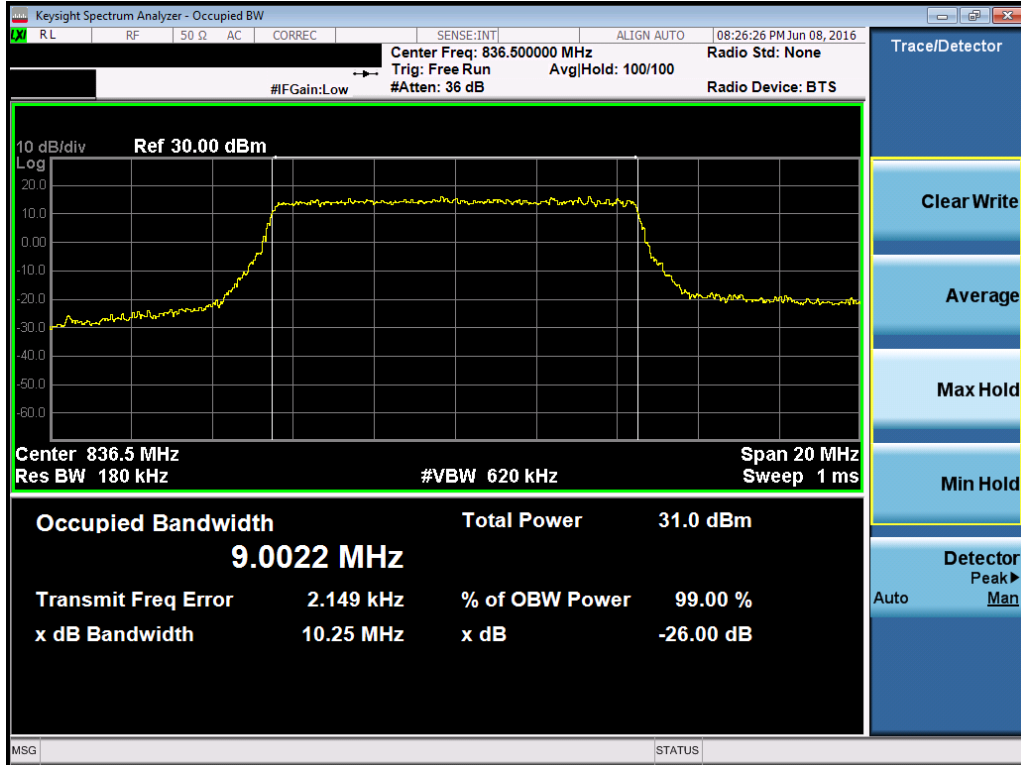 Keysight Spectrum Analyzer - Occupied BW
LXI RL RF 50 Ω AC CORREC SENSE:INT ALIGN AUTO 08:26:26 PM Jun 08, 2016
Center Freq: 836.500000 MHz Radio Std: None
Trig: Free Run Avg|Hold: 100/100
#IFGain:Low #Atten: 36 dB Radio Device: BTS
Trace/Detector
10 dB/div Ref 30.00 dBm
Log
20.0
10.0
0.00
-10.0
-20.0
-30.0
-40.0
-50.0
-60.0
Center 836.5 MHz Span 20 MHz
Res BW 180 kHz #VBW 620 kHz Sweep 1 ms
Occupied Bandwidth Total Power 31.0 dBm
9.0022 MHz
Transmit Freq Error 2.149 kHz % of OBW Power 99.00 %
x dB Bandwidth 10.25 MHz x dB -26.00 dB
Clear Write
Average
Max Hold
Min Hold
Detector
Peak▶
Auto Man
MSG STATUS